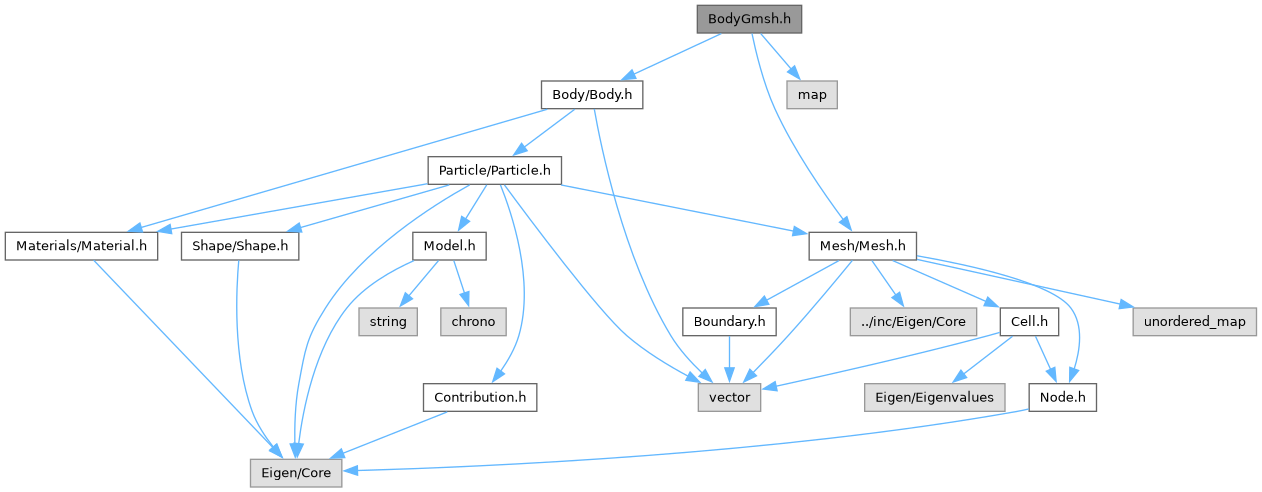 BodyGmsh.h
Body/Body.h
map
Particle/Particle.h
Materials/Material.h
Shape/Shape.h
Model.h
Mesh/Mesh.h
string
chrono
Boundary.h
../inc/Eigen/Core
Cell.h
unordered_map
Contribution.h
vector
Eigen/Eigenvalues
Node.h
Eigen/Core